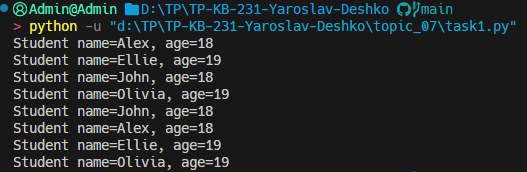 Admin@Admin D:\TP\TP-KB-231-Yaroslav-Deshko main
> python -u "d:\TP\TP-KB-231-Yaroslav-Deshko\topic_07\task1.py"
Student name=Alex, age=18
Student name=Ellie, age=19
Student name=John, age=18
Student name=Olivia, age=19
Student name=John, age=18
Student name=Alex, age=18
Student name=Ellie, age=19
Student name=Olivia, age=19